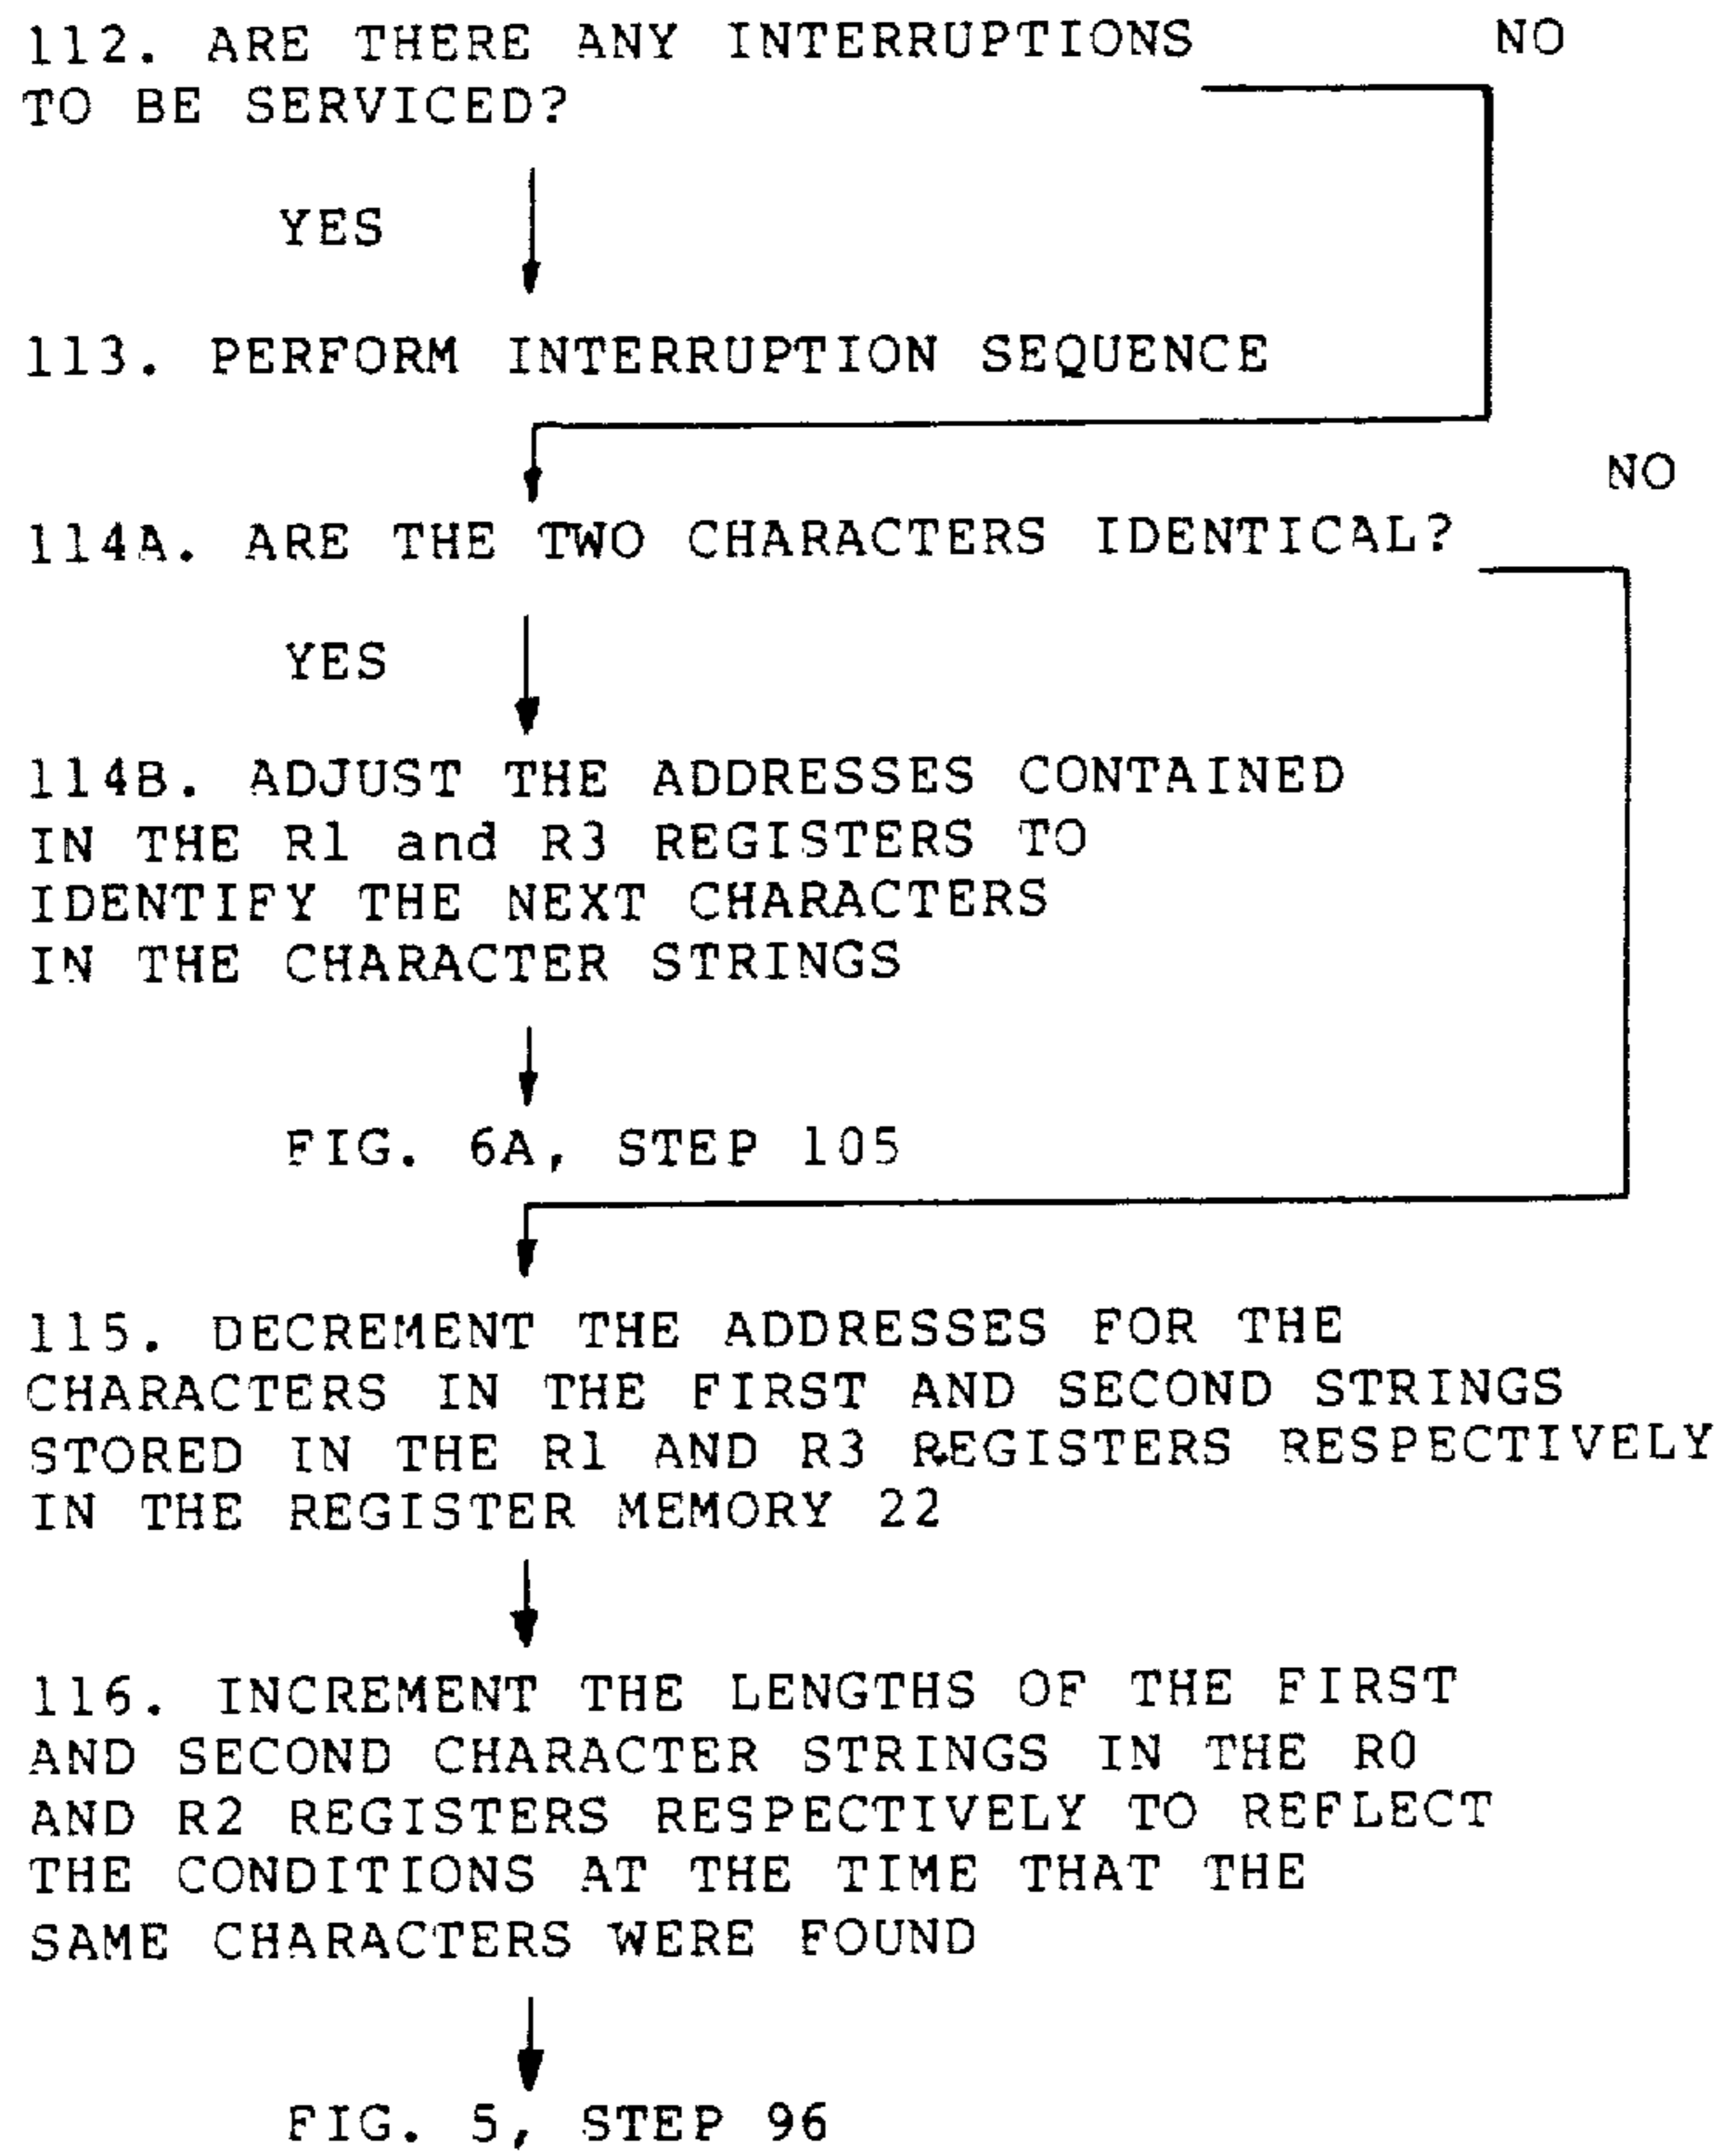 112. ARE THERE ANY INTERRUPTIONS NO
TO BE SERVICED?
YES
113. PERFORM INTERRUPTION SEQUENCE
NO
114A. ARE THE TWO CHARACTERS IDENTICAL?
YES
114B. ADJUST THE ADDRESSES CONTAINED
IN THE R1 and R3 REGISTERS TO
IDENTIFY THE NEXT CHARACTERS
IN THE CHARACTER STRINGS
FIG. 6A, STEP 105
115. DECREMENT THE ADDRESSES FOR THE
CHARACTERS IN THE FIRST AND SECOND STRINGS
STORED IN THE R1 AND R3 REGISTERS RESPECTIVELY
IN THE REGISTER MEMORY 22
116. INCREMENT THE LENGTHS OF THE FIRST
AND SECOND CHARACTER STRINGS IN THE R0
AND R2 REGISTERS RESPECTIVELY TO REFLECT
THE CONDITIONS AT THE TIME THAT THE
SAME CHARACTERS WERE FOUND
FIG. 5, STEP 96